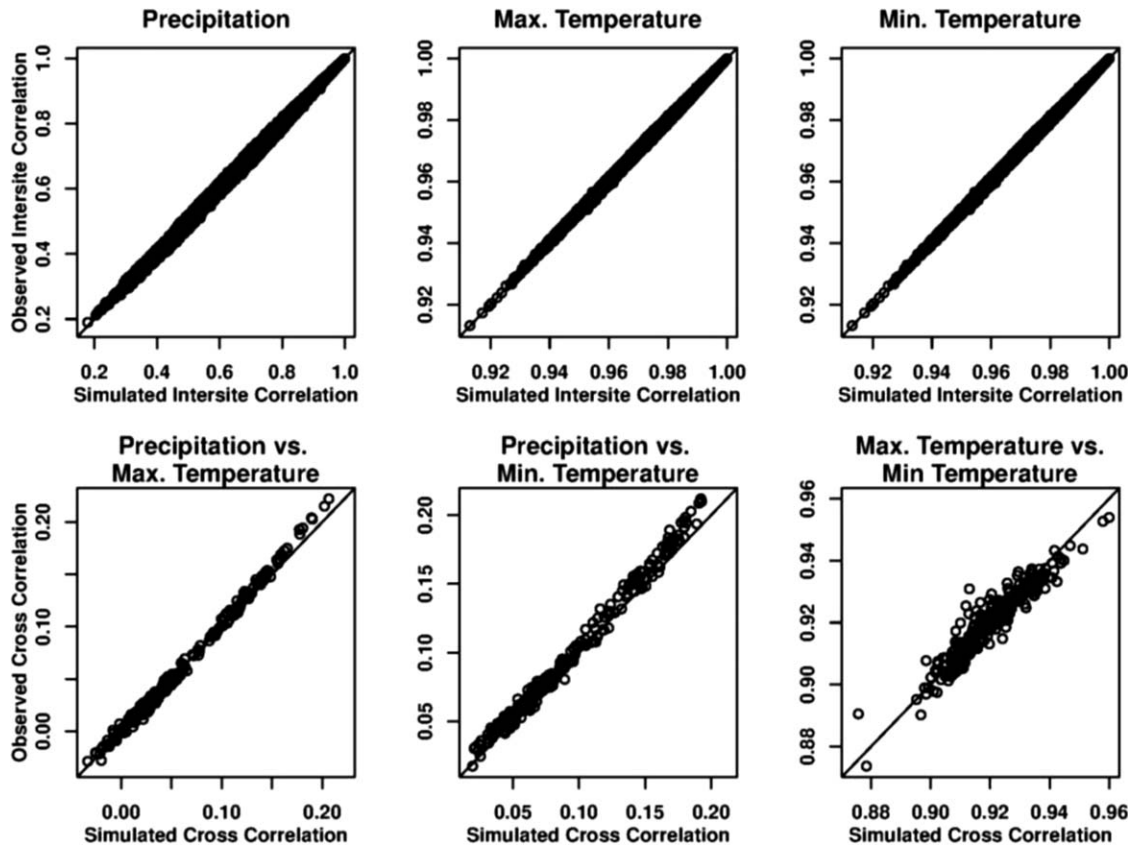 Precipitation
Max. Temperature
Min. Temperature
Observed Intersite Correlation
1.0
0.8
0.6
0.4
0.2
0.2 0.4 0.6 0.8 1.0
Simulated Intersite Correlation
1.00
0.98
0.96
0.94
0.92
0.92 0.94 0.96 0.98 1.00
Simulated Intersite Correlation
1.00
0.98
0.96
0.94
0.92
0.92 0.94 0.96 0.98 1.00
Simulated Intersite Correlation
Precipitation vs.
Max. Temperature
Precipitation vs.
Min. Temperature
Max. Temperature vs.
Min Temperature
Observed Cross Correlation
0.20
0.10
0.00
0.00 0.10 0.20
Simulated Cross Correlation
0.20
0.15
0.10
0.05
0.05 0.10 0.15 0.20
Simulated Cross Correlation
0.96
0.94
0.92
0.90
0.88
0.88 0.90 0.92 0.94 0.96
Simulated Cross Correlation